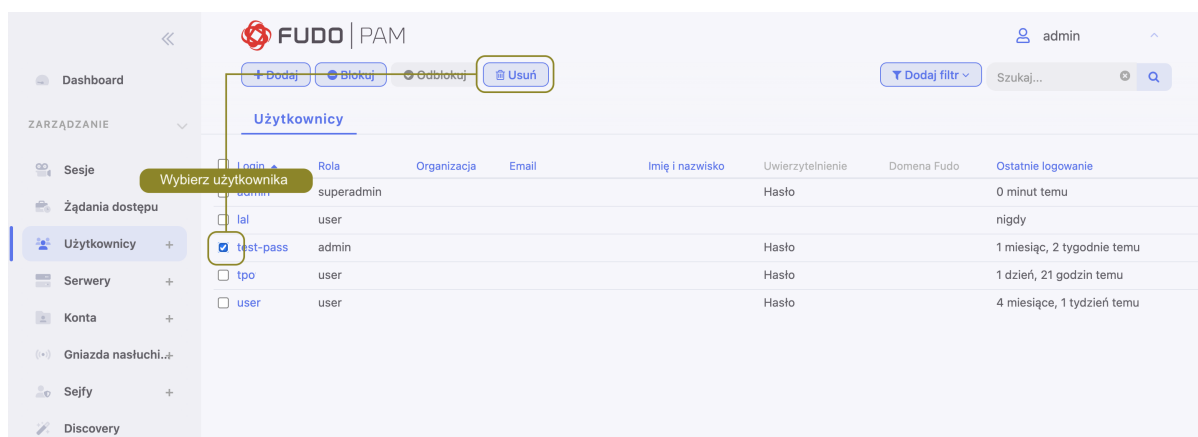 FUDO PAM
admin
Dashboard
+ Dodaj Blokuj Odblokuj Usuń
Dodaj filtr
Szukaj...
ZARZĄDZANIE
Użytkownicy
Login Rola Organizacja Email Imię i nazwisko Uwierzytelnienie Domena Fudo Ostatnie logowanie
Sesje
Wybierz użytkownika
admin superadmin Hasło 0 minut temu
Żądania dostępu
lal user nigdy
Użytkownicy +
test-pass admin Hasło 1 miesiąc, 2 tygodnie temu
tpo user Hasło 1 dzień, 21 godzin temu
Serwery +
user user Hasło 4 miesiące, 1 tydzień temu
Konta +
Gniazda nasłuchi..+
Sejfy +
Discovery